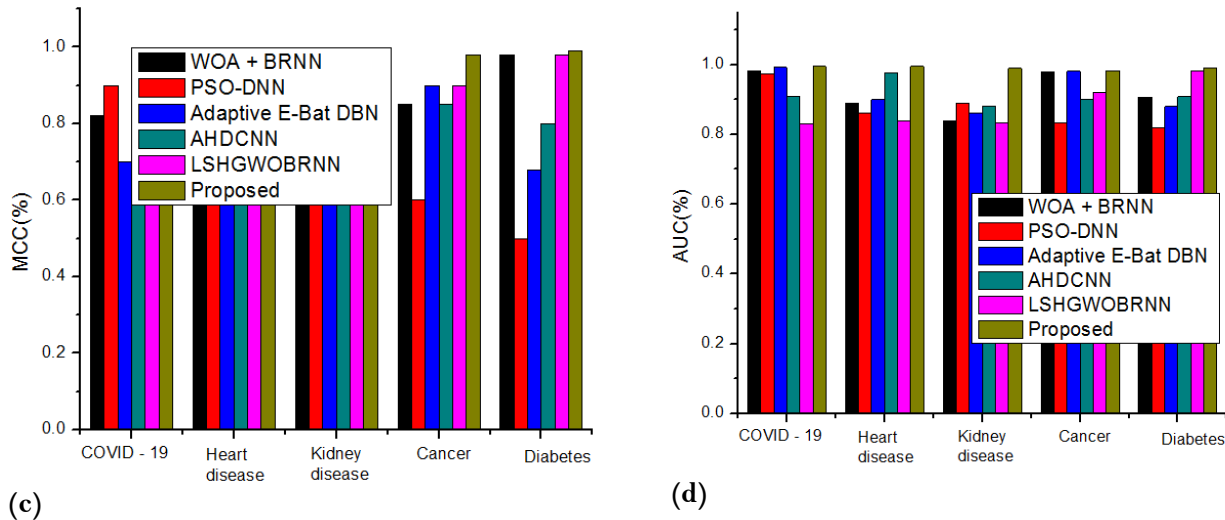 MCC(%)
1.0
0.8
0.6
0.4
0.2
0.0
WOA + BRNN
PSO-DNN
Adaptive E-Bat DBN
AHDCNN
LSHGWOBRNN
Proposed
COVID - 19
Heart
disease
Kidney
disease
Cancer
Diabetes
(c)
AUC(%)
1.0
0.8
0.6
0.4
0.2
0.0
WOA + BRNN
PSO-DNN
Adaptive E-Bat DBN
AHDCNN
LSHGWOBRNN
Proposed
COVID - 19
Heart
disease
Kidney
disease
Cancer
Diabetes
(d)